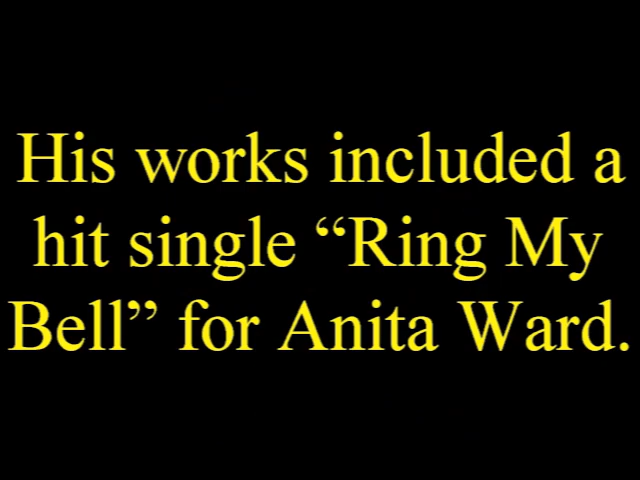 His works included a
hit single “Ring My
Bell” for Anita Ward.